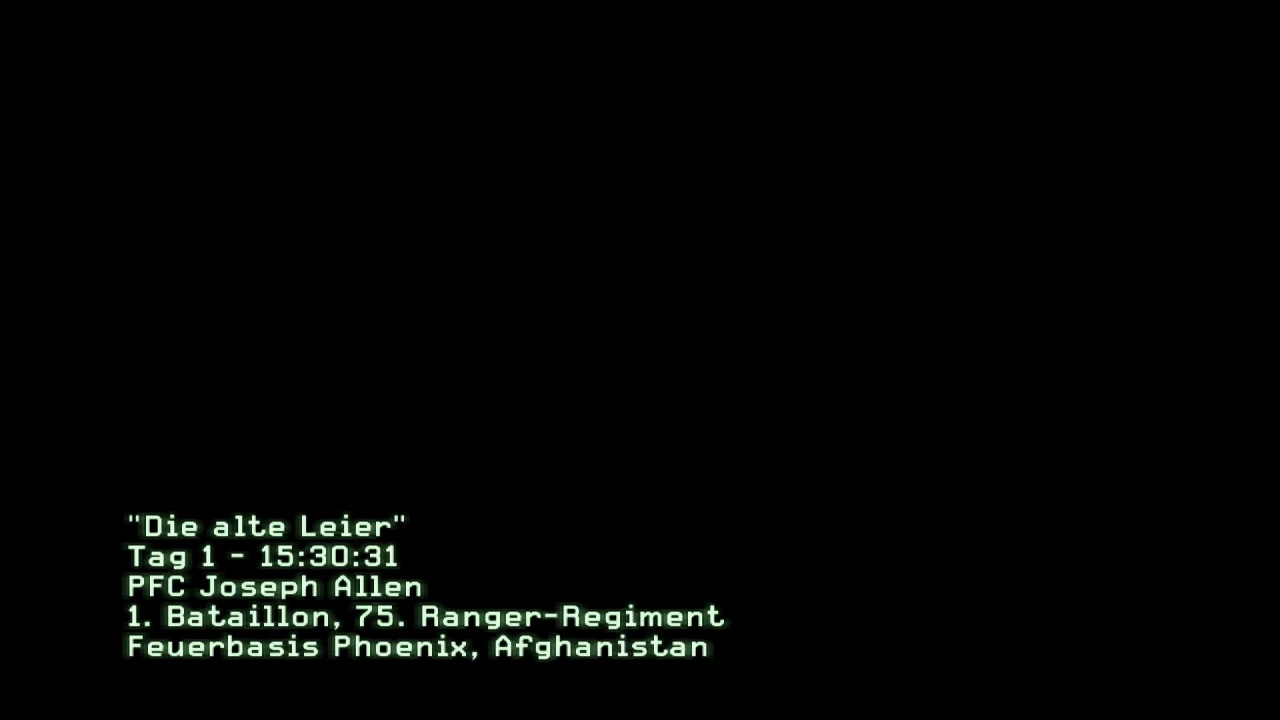 "Die alte Leier"
Tag 1 - 15:30:31
PFC Joseph Allen
1. Bataillon, 75. Ranger-Regiment
Feuerbasis Phoenix, Afghanistan